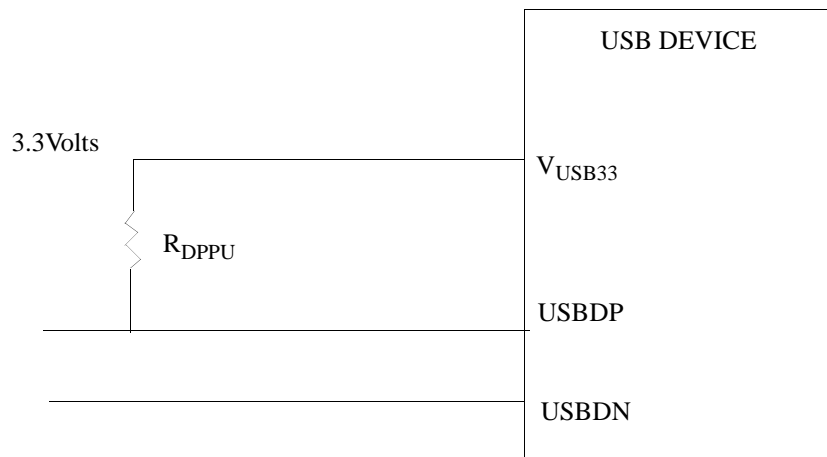 USB DEVICE
3.3Volts
VUSB33
RDPPU
USBDP
USBDN